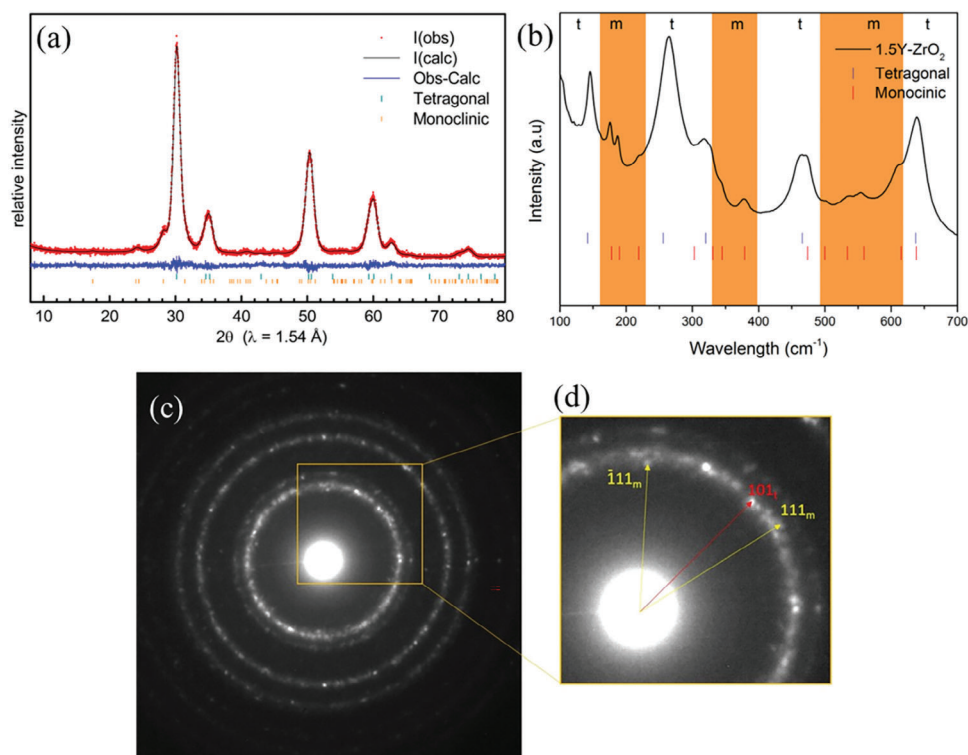 (a)
I(obs)
I(calc)
Obs-Calc
Tetragonal
Monoclinic
relative intensity
10 20 30 40 50 60 70 80
2θ (λ = 1.54 Å)
(b)
t m t m t m t
1.5Y-ZrO₂
Tetragonal
Monocinic
Intensity (a.u)
100 200 300 400 500 600 700
Wavelength (cm⁻¹)
(c)
(d)
1̄11ₘ
101ₜ
111ₘ